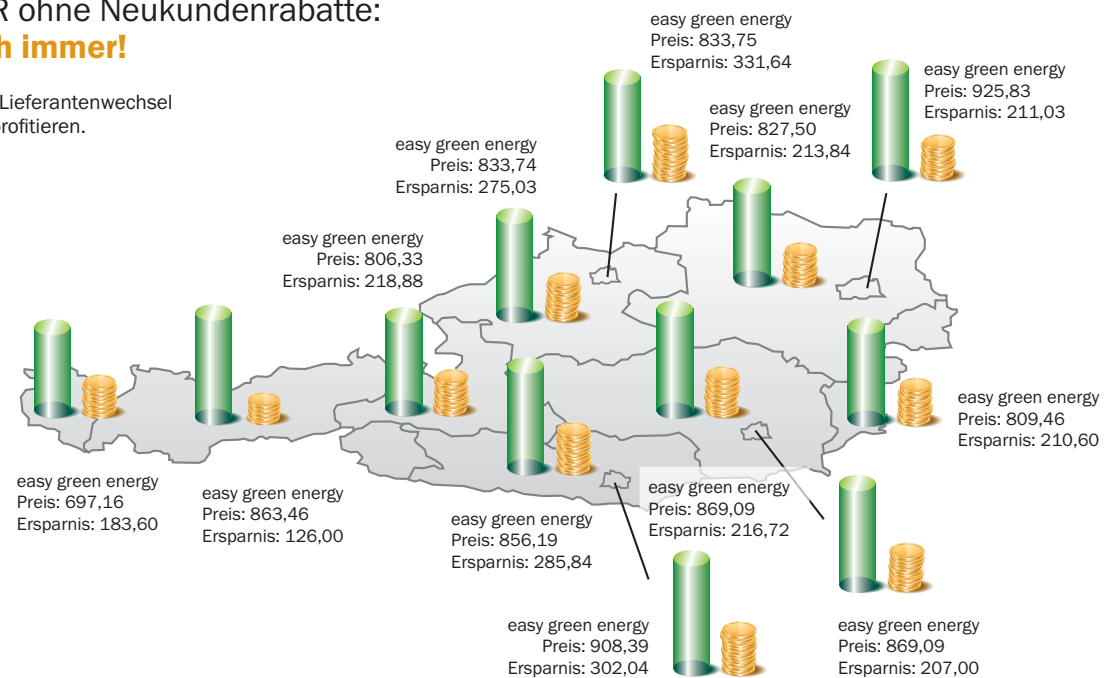 R ohne Neukundenrabatte:
h immer!
Lieferantenwechsel
profitieren.
easy green energy
Preis: 833,75
Ersparnis: 331,64
easy green energy
Preis: 925,83
Ersparnis: 211,03
easy green energy
Preis: 827,50
Ersparnis: 213,84
easy green energy
Preis: 833,74
Ersparnis: 275,03
easy green energy
Preis: 806,33
Ersparnis: 218,88
easy green energy
Preis: 809,46
Ersparnis: 210,60
easy green energy
Preis: 697,16
Ersparnis: 183,60
easy green energy
Preis: 863,46
Ersparnis: 126,00
easy green energy
Preis: 856,19
Ersparnis: 285,84
easy green energy
Preis: 869,09
Ersparnis: 216,72
easy green energy
Preis: 908,39
Ersparnis: 302,04
easy green energy
Preis: 869,09
Ersparnis: 207,00